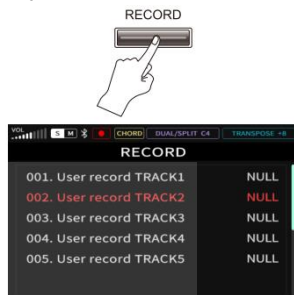 RECORD
VOL S M CHORD DUAL/SPLIT C4 TRANSPOSE +8
RECORD
001. User record TRACK1 NULL
002. User record TRACK2 NULL
003. User record TRACK3 NULL
004. User record TRACK4 NULL
005. User record TRACK5 NULL